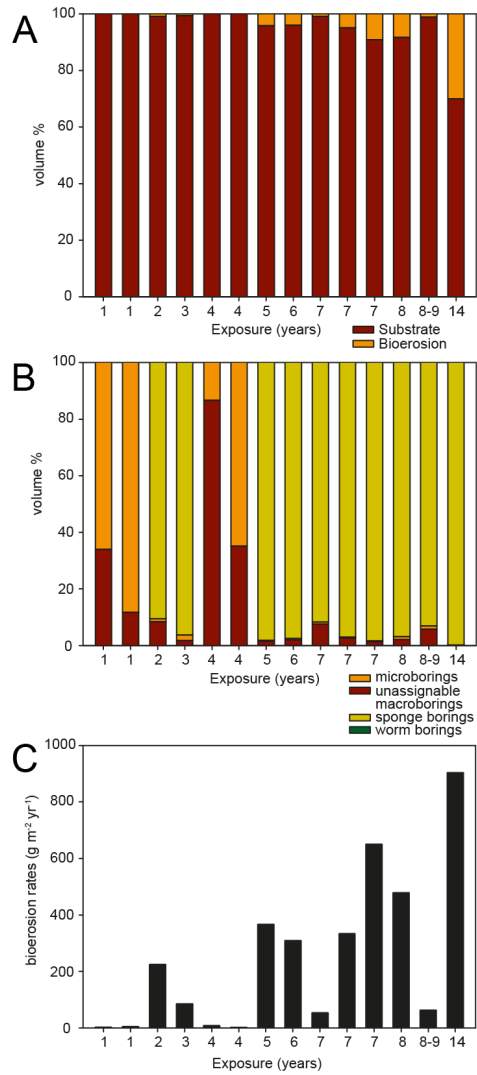 A
100
80
60
40
20
0
volume %
1 1 2 3 4 4 5 6 7 7 7 8 8-9 14
Exposure (years)
Substrate
Bioerosion
B
100
80
60
40
20
0
volume %
1 1 2 3 4 4 5 6 7 7 7 8 8-9 14
Exposure (years)
microborings
unassignable
macroborings
sponge borings
worm borings
C
1000
800
600
400
200
0
bioerosion rates (g m⁻² yr⁻¹)
1 1 2 3 4 4 5 6 7 7 7 8 8-9 14
Exposure (years)